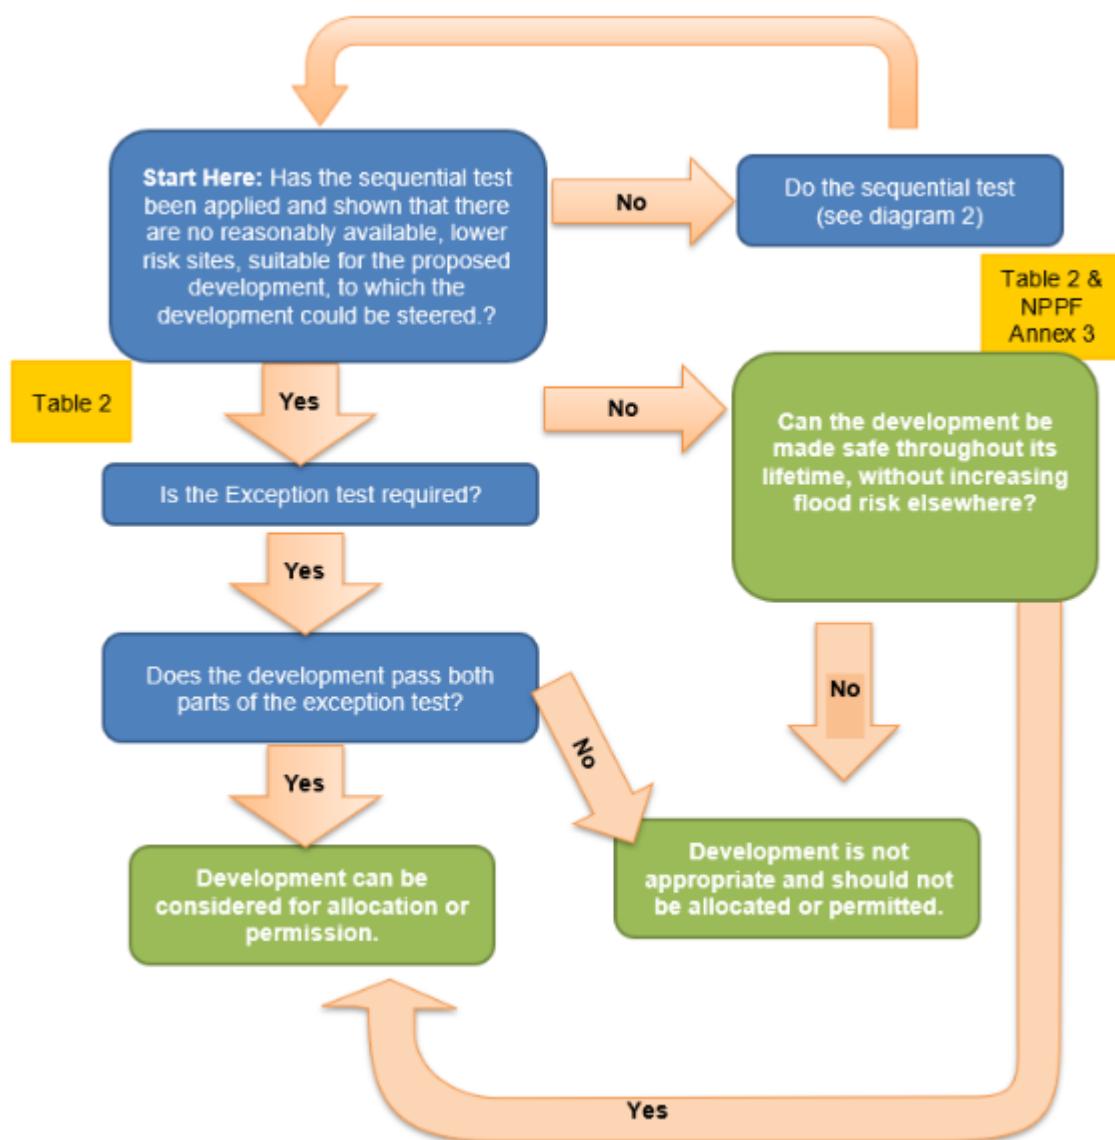 Start Here: Has the sequential test
been applied and shown that there
are no reasonably available, lower
risk sites, suitable for the proposed
development, to which the
development could be steered.?
No
Do the sequential test
(see diagram 2)
Table 2 &
NPPF
Annex 3
Table 2
Yes
No
Can the development be
made safe throughout its
lifetime, without increasing
flood risk elsewhere?
Is the Exception test required?
Yes
Does the development pass both
parts of the exception test?
No
No
Yes
Development can be
considered for allocation or
permission.
Development is not
appropriate and should not
be allocated or permitted.
Yes